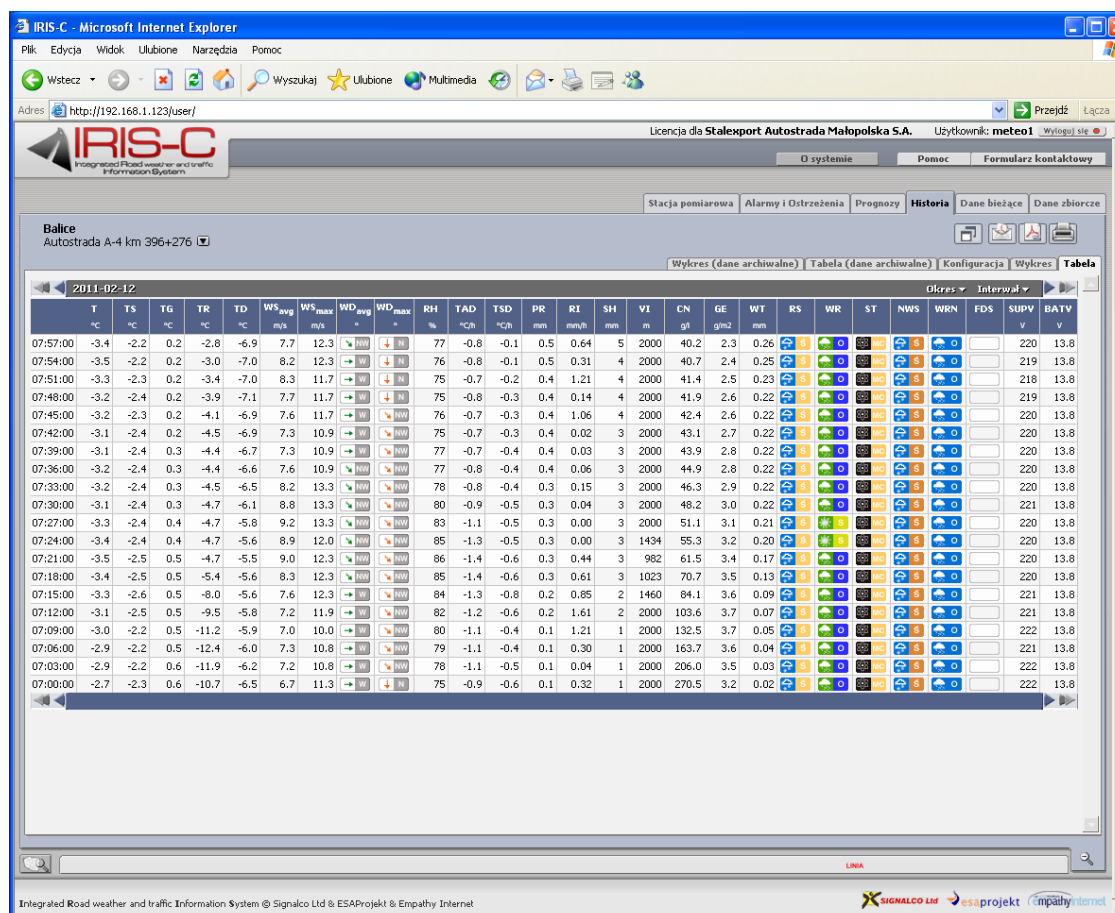 IRIS-C - Microsoft Internet Explorer
Plik Edycja Widok Ulubione Narzędzia Pomoc
Wstecz Wyszukaj Ulubione Multimedia
Adres http://192.168.1.123/user/ Przejdź Łącza
IRIS-C
Integrated Road weather and traffic
Information System
Licencja dla Stalexport Autostrada Małopolska S.A. Użytkownik: meteo1 Wyloguj się
O systemie Pomoc Formularz kontaktowy
Stacja pomiarowa Alarmy i Ostrzeżenia Prognozy Historia Dane bieżące Dane zbiorcze
Balice
Autostrada A-4 km 396+276
Wykres (dane archiwalne) Tabela (dane archiwalne) Konfiguracja Wykres Tabela
2011-02-12 Okres Interwał
T TS TG TR TD WSavg WSmax WDavg WDmax RH TAD TSD PR RI SH VI CN GE WT RS WR ST NWS WRN FDS SUPV BATV
°C °C °C °C °C m/s m/s ° ° % °C/h °C/h mm mm/h mm m g/l g/m2 mm V V
07:57:00 -3.4 -2.2 0.2 -2.8 -6.9 7.7 12.3 NW N 77 -0.8 -0.1 0.5 0.64 5 2000 40.2 2.3 0.26 Ś O MC Ś O 220 13.8
07:54:00 -3.5 -2.2 0.2 -3.0 -7.0 8.2 12.3 W N 76 -0.8 -0.1 0.5 0.31 4 2000 40.7 2.4 0.25 Ś O MC Ś O 219 13.8
07:51:00 -3.3 -2.3 0.2 -3.4 -7.0 8.3 11.7 W N 75 -0.7 -0.2 0.4 1.21 4 2000 41.4 2.5 0.23 Ś O MC Ś O 218 13.8
07:48:00 -3.2 -2.4 0.2 -3.9 -7.1 7.7 11.7 W N 75 -0.8 -0.3 0.4 0.14 4 2000 41.9 2.6 0.22 Ś O MC Ś O 219 13.8
07:45:00 -3.2 -2.3 0.2 -4.1 -6.9 7.6 11.7 W NW 76 -0.7 -0.3 0.4 1.06 4 2000 42.4 2.6 0.22 Ś O MC Ś O 220 13.8
07:42:00 -3.1 -2.4 0.2 -4.5 -6.9 7.3 10.9 W NW 75 -0.7 -0.3 0.4 0.02 3 2000 43.1 2.7 0.22 Ś O MC Ś O 220 13.8
07:39:00 -3.1 -2.4 0.3 -4.4 -6.7 7.3 10.9 W NW 77 -0.7 -0.4 0.4 0.03 3 2000 43.9 2.8 0.22 Ś O MC Ś O 220 13.8
07:36:00 -3.2 -2.4 0.3 -4.4 -6.6 7.6 10.9 NW NW 77 -0.8 -0.4 0.4 0.06 3 2000 44.9 2.8 0.22 Ś O MC Ś O 220 13.8
07:33:00 -3.2 -2.4 0.3 -4.5 -6.5 8.2 13.3 NW NW 78 -0.8 -0.4 0.3 0.15 3 2000 46.3 2.9 0.22 Ś O MC Ś O 220 13.8
07:30:00 -3.1 -2.4 0.3 -4.7 -6.1 8.8 13.3 NW NW 80 -0.9 -0.5 0.3 0.04 3 2000 48.2 3.0 0.22 Ś O MC Ś O 221 13.8
07:27:00 -3.3 -2.4 0.4 -4.7 -5.8 9.2 13.3 NW NW 83 -1.1 -0.5 0.3 0.00 3 2000 51.1 3.1 0.21 Ś S MC Ś O 220 13.8
07:24:00 -3.4 -2.4 0.4 -4.7 -5.6 8.9 12.0 NW NW 85 -1.3 -0.5 0.3 0.00 3 1434 55.3 3.2 0.20 Ś S MC Ś O 220 13.8
07:21:00 -3.5 -2.5 0.5 -4.7 -5.5 9.0 12.3 NW NW 86 -1.4 -0.6 0.3 0.44 3 982 61.5 3.4 0.17 Ś O MC Ś O 220 13.8
07:18:00 -3.4 -2.5 0.5 -5.4 -5.6 8.3 12.3 NW NW 85 -1.4 -0.6 0.3 0.61 3 1023 70.7 3.5 0.13 Ś O MC Ś O 220 13.8
07:15:00 -3.3 -2.6 0.5 -8.0 -5.6 7.6 12.3 W NW 84 -1.3 -0.8 0.2 0.85 2 1460 84.1 3.6 0.09 Ś O MC Ś O 221 13.8
07:12:00 -3.1 -2.5 0.5 -9.5 -5.8 7.2 11.9 W NW 82 -1.2 -0.6 0.2 1.61 2 2000 103.6 3.7 0.07 Ś O MC Ś O 221 13.8
07:09:00 -3.0 -2.2 0.5 -11.2 -5.9 7.0 10.0 W NW 80 -1.1 -0.4 0.1 1.21 1 2000 132.5 3.7 0.05 Ś O MC Ś O 222 13.8
07:06:00 -2.9 -2.2 0.5 -12.4 -6.0 7.3 10.8 W NW 79 -1.1 -0.4 0.1 0.30 1 2000 163.7 3.6 0.04 Ś O MC Ś O 221 13.8
07:03:00 -2.9 -2.2 0.6 -11.9 -6.2 7.2 10.8 W NW 78 -1.1 -0.5 0.1 0.04 1 2000 206.0 3.5 0.03 Ś O MC Ś O 222 13.8
07:00:00 -2.7 -2.3 0.6 -10.7 -6.5 6.7 11.3 W N 75 -0.9 -0.6 0.1 0.32 1 2000 270.5 3.2 0.02 Ś O MC Ś O 222 13.8
LINIA
Integrated Road weather and traffic Information System @ Signalco Ltd & ESAProjekt & Empathy Internet
SIGNALCO Ltd esaprojekt empathyinternet